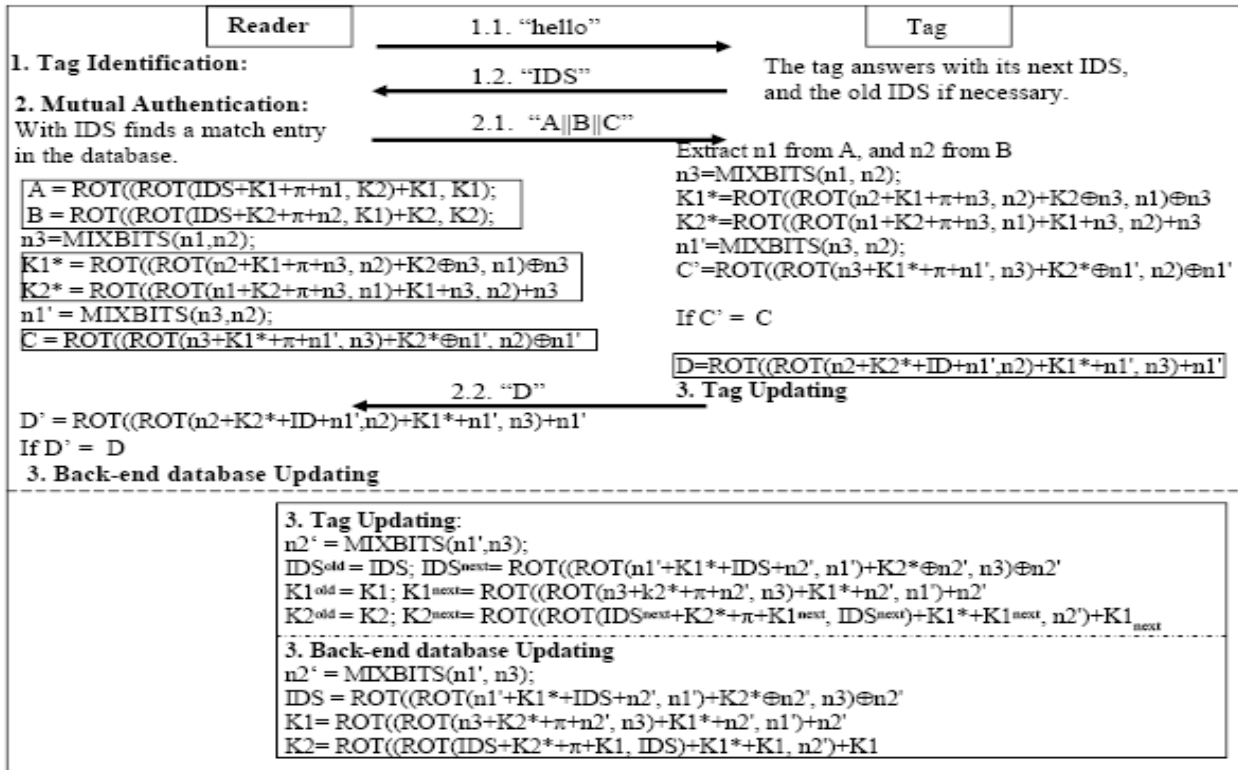 Reader
1.1. “hello”
Tag
1. Tag Identification:
1.2. “IDS”
The tag answers with its next IDS,
and the old IDS if necessary.
2. Mutual Authentication:
With IDS finds a match entry
in the database.
2.1. “A||B||C”
A = ROT((ROT(IDS+K1+π+n1, K2)+K1, K1);
B = ROT((ROT(IDS+K2+π+n2, K1)+K2, K2);
n3=MIXBITS(n1,n2);
K1* = ROT((ROT(n2+K1+π+n3, n2)+K2⊕n3, n1)⊕n3
K2* = ROT((ROT(n1+K2+π+n3, n1)+K1+n3, n2)+n3
n1' = MIXBITS(n3,n2);
C = ROT((ROT(n3+K1*+π+n1', n3)+K2*⊕n1', n2)⊕n1'
Extract n1 from A, and n2 from B
n3=MIXBITS(n1, n2);
K1*=ROT((ROT(n2+K1+π+n3, n2)+K2⊕n3, n1)⊕n3
K2*=ROT((ROT(n1+K2+π+n3, n1)+K1+n3, n2)+n3
n1'=MIXBITS(n3, n2);
C’=ROT((ROT(n3+K1*+π+n1', n3)+K2*⊕n1', n2)⊕n1'
If C’ = C
D=ROT((ROT(n2+K2*+ID+n1',n2)+K1*+n1', n3)+n1'
3. Tag Updating
2.2. “D”
D’ = ROT((ROT(n2+K2*+ID+n1',n2)+K1*+n1', n3)+n1'
If D’ = D
3. Back-end database Updating
3. Tag Updating:
n2‘ = MIXBITS(n1',n3);
IDSold = IDS; IDSnext= ROT((ROT(n1'+K1*+IDS+n2', n1')+K2*⊕n2', n3)⊕n2'
K1old = K1; K1next= ROT((ROT(n3+k2*+π+n2', n3)+K1*+n2', n1')+n2'
K2old = K2; K2next= ROT((ROT(IDSnext+K2*+π+K1next, IDSnext)+K1*+K1next, n2')+K1next
3. Back-end database Updating
n2‘ = MIXBITS(n1', n3);
IDS = ROT((ROT(n1'+K1*+IDS+n2', n1')+K2*⊕n2', n3)⊕n2'
K1= ROT((ROT(n3+K2*+π+n2', n3)+K1*+n2', n1')+n2'
K2= ROT((ROT(IDS+K2*+π+K1, IDS)+K1*+K1, n2')+K1